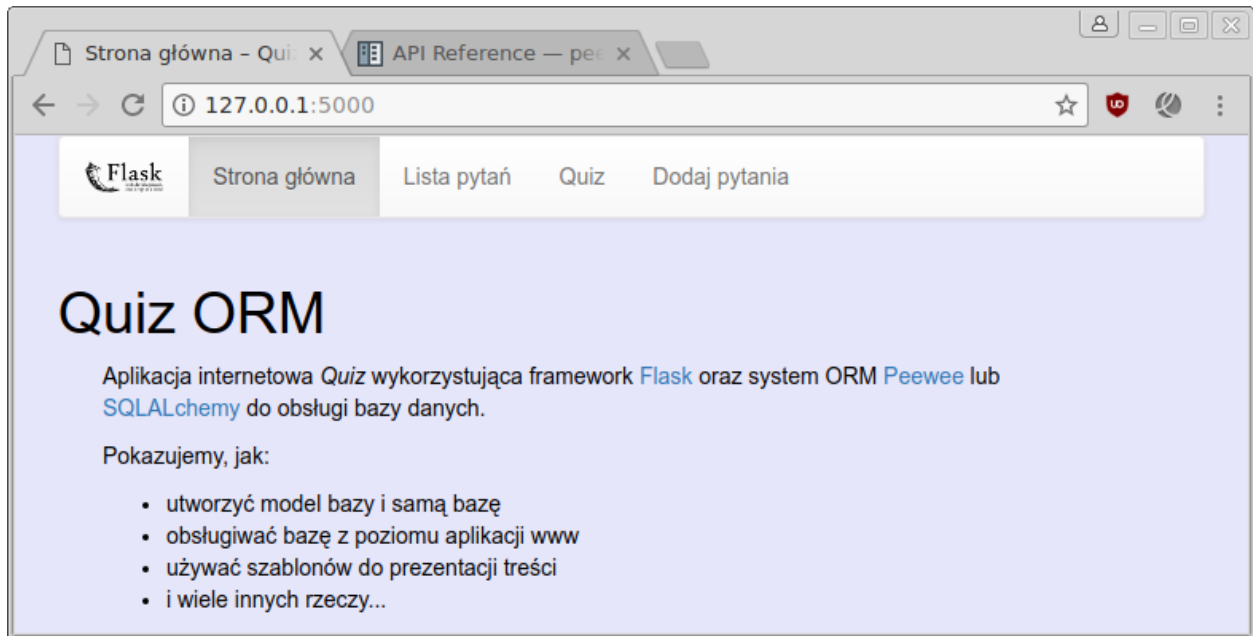 Strona główna – Qui
API Reference — pee
127.0.0.1:5000
Flask
Strona główna
Lista pytań
Quiz
Dodaj pytania
Quiz ORM
Aplikacja internetowa Quiz wykorzystująca framework Flask oraz system ORM Peewee lub
SQLALchemy do obsługi bazy danych.
Pokazujemy, jak:
• utworzyć model bazy i samą bazę
• obsługiwać bazę z poziomu aplikacji www
• używać szablonów do prezentacji treści
• i wiele innych rzeczy...